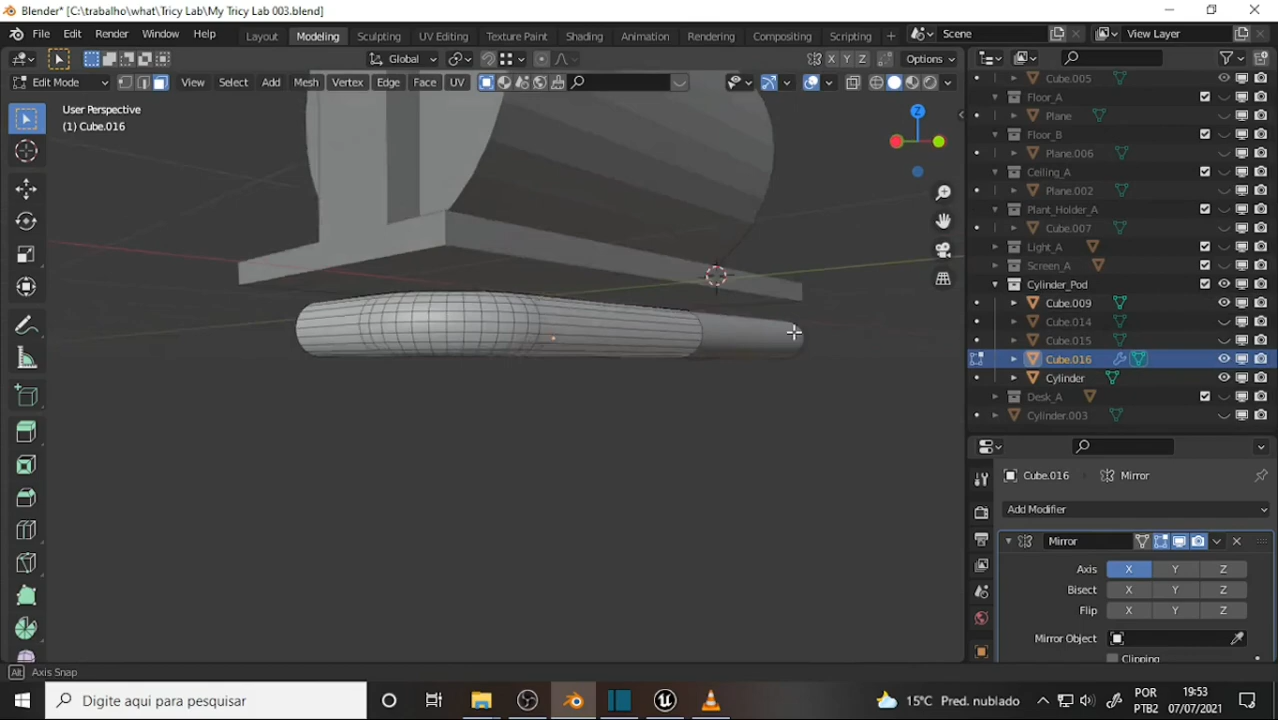 Blender* [C:\trabalho\what\Tricy Lab\My Tricy Lab 003.blend]
File Edit Render Window Help Layout Modeling Sculpting UV Editing Texture Paint Shading Animation Rendering Compositing Scripting + Scene View Layer
Global X Y Z Options
Edit Mode View Select Add Mesh Vertex Edge Face UV
User Perspective
(1) Cube.016
Z
Cube.005
Floor_A
Plane
Floor_B
Plane.006
Ceiling_A
Plane.002
Plant_Holder_A
Cube.007
Light_A
Screen_A
Cylinder_Pod
Cube.009
Cube.014
Cube.015
Cube.016
Cylinder
Desk_A
Cylinder.003
Cube.016 Mirror
Add Modifier
Mirror
Axis X Y Z
Bisect X Y Z
Flip X Y Z
Mirror Object
Clipping
Alt Axis Snap
Digite aqui para pesquisar
15°C Pred. nublado
POR
PTB2
19:53
07/07/2021